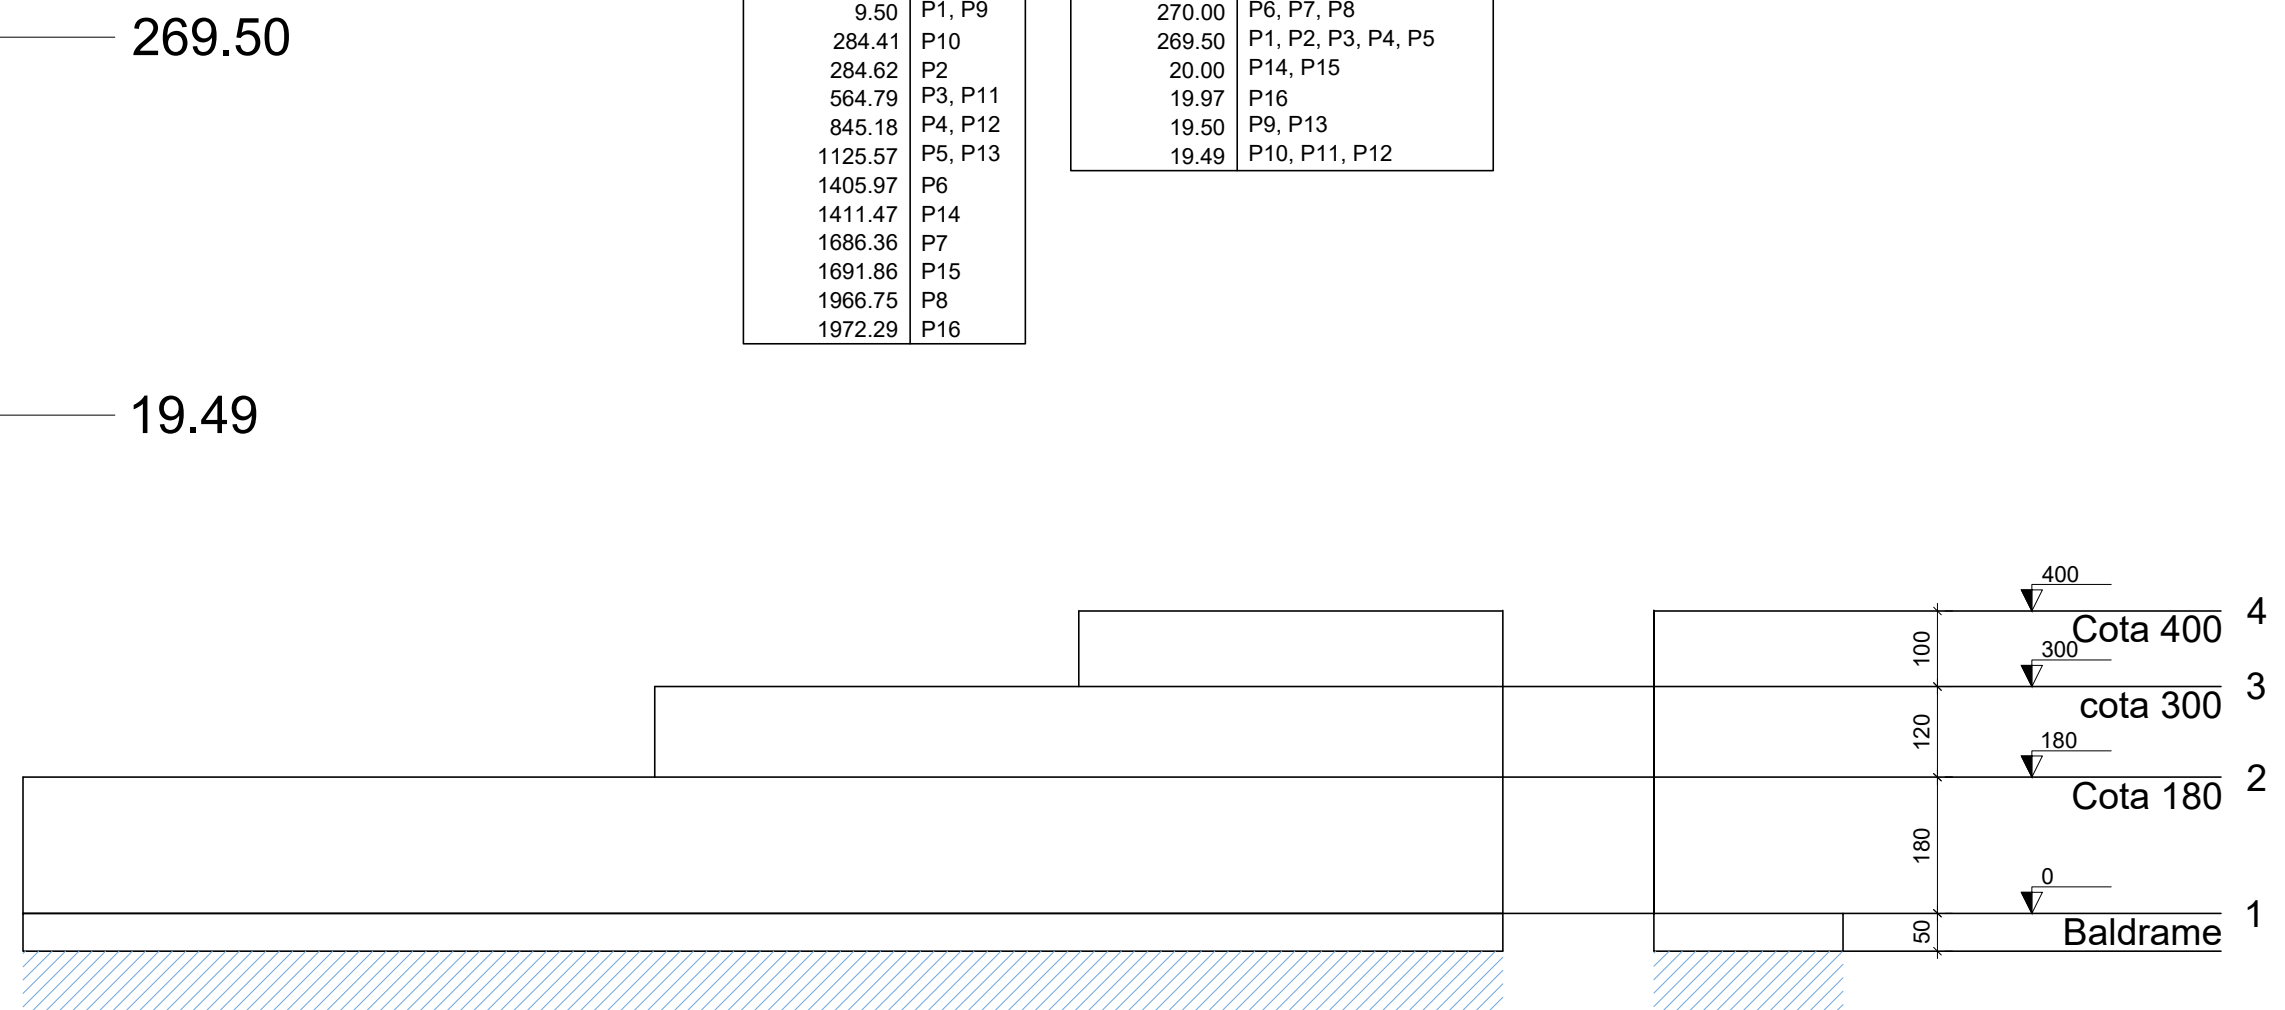 269.50
9.50 P1, P9
284.41 P10
284.62 P2
564.79 P3, P11
845.18 P4, P12
1125.57 P5, P13
1405.97 P6
1411.47 P14
1686.36 P7
1691.86 P15
1966.75 P8
1972.29 P16
270.00 P6, P7, P8
269.50 P1, P2, P3, P4, P5
20.00 P14, P15
19.97 P16
19.50 P9, P13
19.49 P10, P11, P12
19.49
400
4
Cota 400
100
300
3
cota 300
120
180
2
Cota 180
180
0
1
Baldrame
50